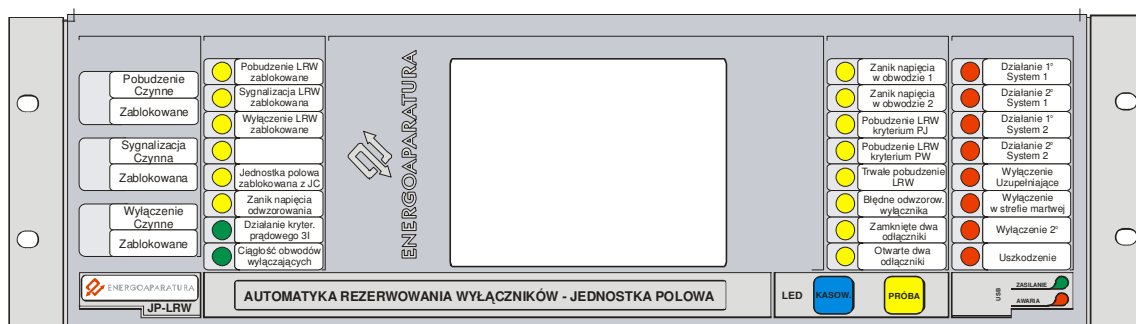 Pobudzenie
Czynne
Zablokowane
Sygnalizacja
Czynna
Zablokowana
Wyłączenie
Czynne
Zablokowane
Pobudzenie LRW
zablokowane
Sygnalizacja LRW
zablokowana
Wyłączenie LRW
zablokowane
Jednostka polowa
zablokowana z JC
Zanik napięcia
odwzorowania
Działanie kryter.
prądowego 3I
Ciągłość obwodów
wyłączających
ENERGOAPARATURA
Zanik napięcia
w obwodzie 1
Zanik napięcia
w obwodzie 2
Pobudzenie LRW
kryterium PJ
Pobudzenie LRW
kryterium PW
Trwałe pobudzenie
LRW
Błędne odwzorow.
wyłącznika
Zamknięte dwa
odłączniki
Otwarte dwa
odłączniki
Działanie 1°
System 1
Działanie 2°
System 1
Działanie 1°
System 2
Działanie 2°
System 2
Wyłączenie
Uzupełniające
Wyłączenie
w strefie martwej
Wyłączenie 2°
Uszkodzenie
ENERGOAPARATURA
JP-LRW
AUTOMATYKA REZERWOWANIA WYŁĄCZNIKÓW - JEDNOSTKA POLOWA
LED
KASOW.
PRÓBA
USB
ZASILANIE
AWARIA